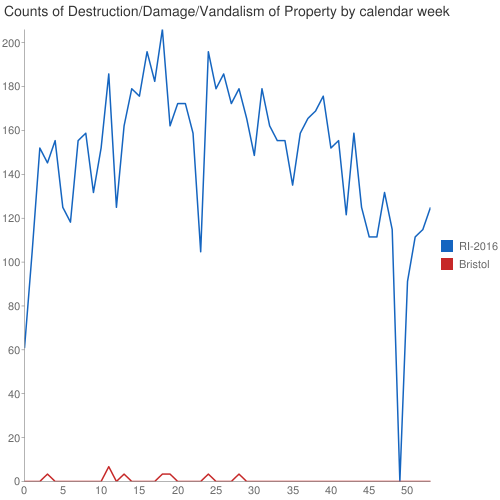 Counts of Destruction/Damage/Vandalism of Property by calendar week
200
180
160
140
120
100
80
60
40
20
0
0 5 10 15 20 25 30 35 40 45 50
RI-2016
Bristol